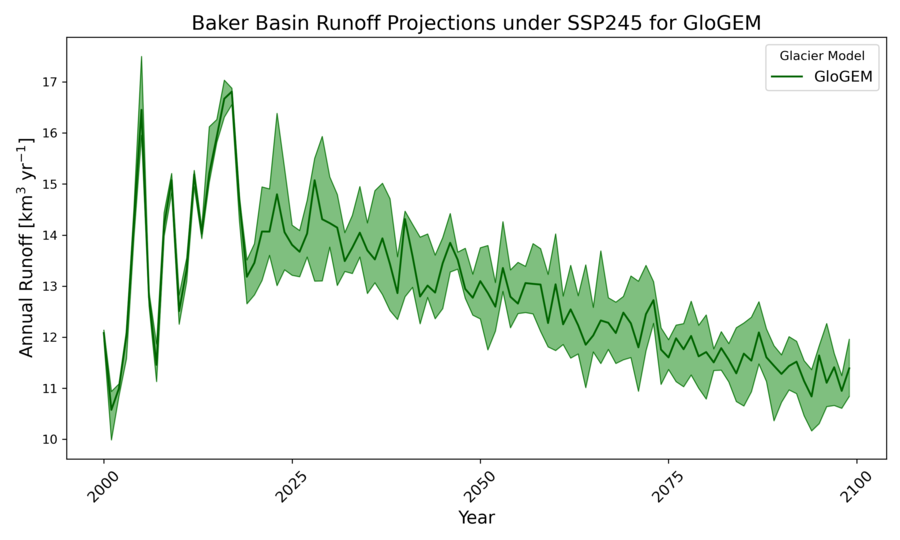 Baker Basin Runoff Projections under SSP245 for GloGEM
Glacier Model
GloGEM
Annual Runoff [km³ yr⁻¹]
17
16
15
14
13
12
11
10
2000
2025
2050
2075
2100
Year